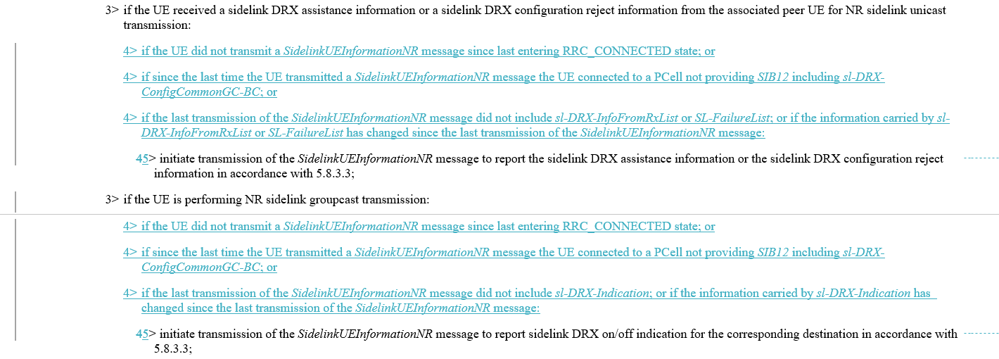 3> if the UE received a sidelink DRX assistance information or a sidelink DRX configuration reject information from the associated peer UE for NR sidelink unicast
transmission:
4> if the UE did not transmit a SidelinkUEInformationNR message since last entering RRC_CONNECTED state; or
4> if since the last time the UE transmitted a SidelinkUEInformationNR message the UE connected to a PCell not providing SIB12 including sl-DRX-
ConfigCommonGC-BC; or
4> if the last transmission of the SidelinkUEInformationNR message did not include sl-DRX-InfoFromRxList or SL-FailureList; or if the information carried by sl-
DRX-InfoFromRxList or SL-FailureList has changed since the last transmission of the SidelinkUEInformationNR message:
45> initiate transmission of the SidelinkUEInformationNR message to report the sidelink DRX assistance information or the sidelink DRX configuration reject
information in accordance with 5.8.3.3;
3> if the UE is performing NR sidelink groupcast transmission:
4> if the UE did not transmit a SidelinkUEInformationNR message since last entering RRC_CONNECTED state; or
4> if since the last time the UE transmitted a SidelinkUEInformationNR message the UE connected to a PCell not providing SIB12 including sl-DRX-
ConfigCommonGC-BC; or
4> if the last transmission of the SidelinkUEInformationNR message did not include sl-DRX-Indication; or if the information carried by sl-DRX-Indication has
changed since the last transmission of the SidelinkUEInformationNR message:
45> initiate transmission of the SidelinkUEInformationNR message to report sidelink DRX on/off indication for the corresponding destination in accordance with
5.8.3.3;